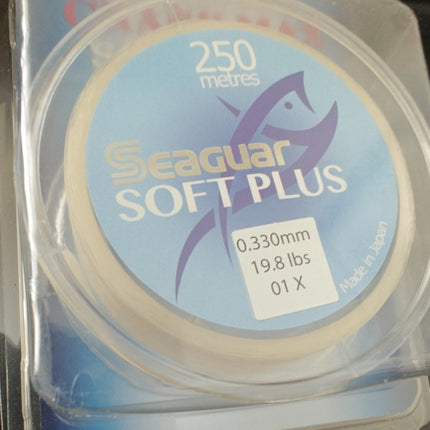 250
metres
Seaguar
SOFT PLUS
0.330mm
19.8 lbs
01 X
Made in Japan